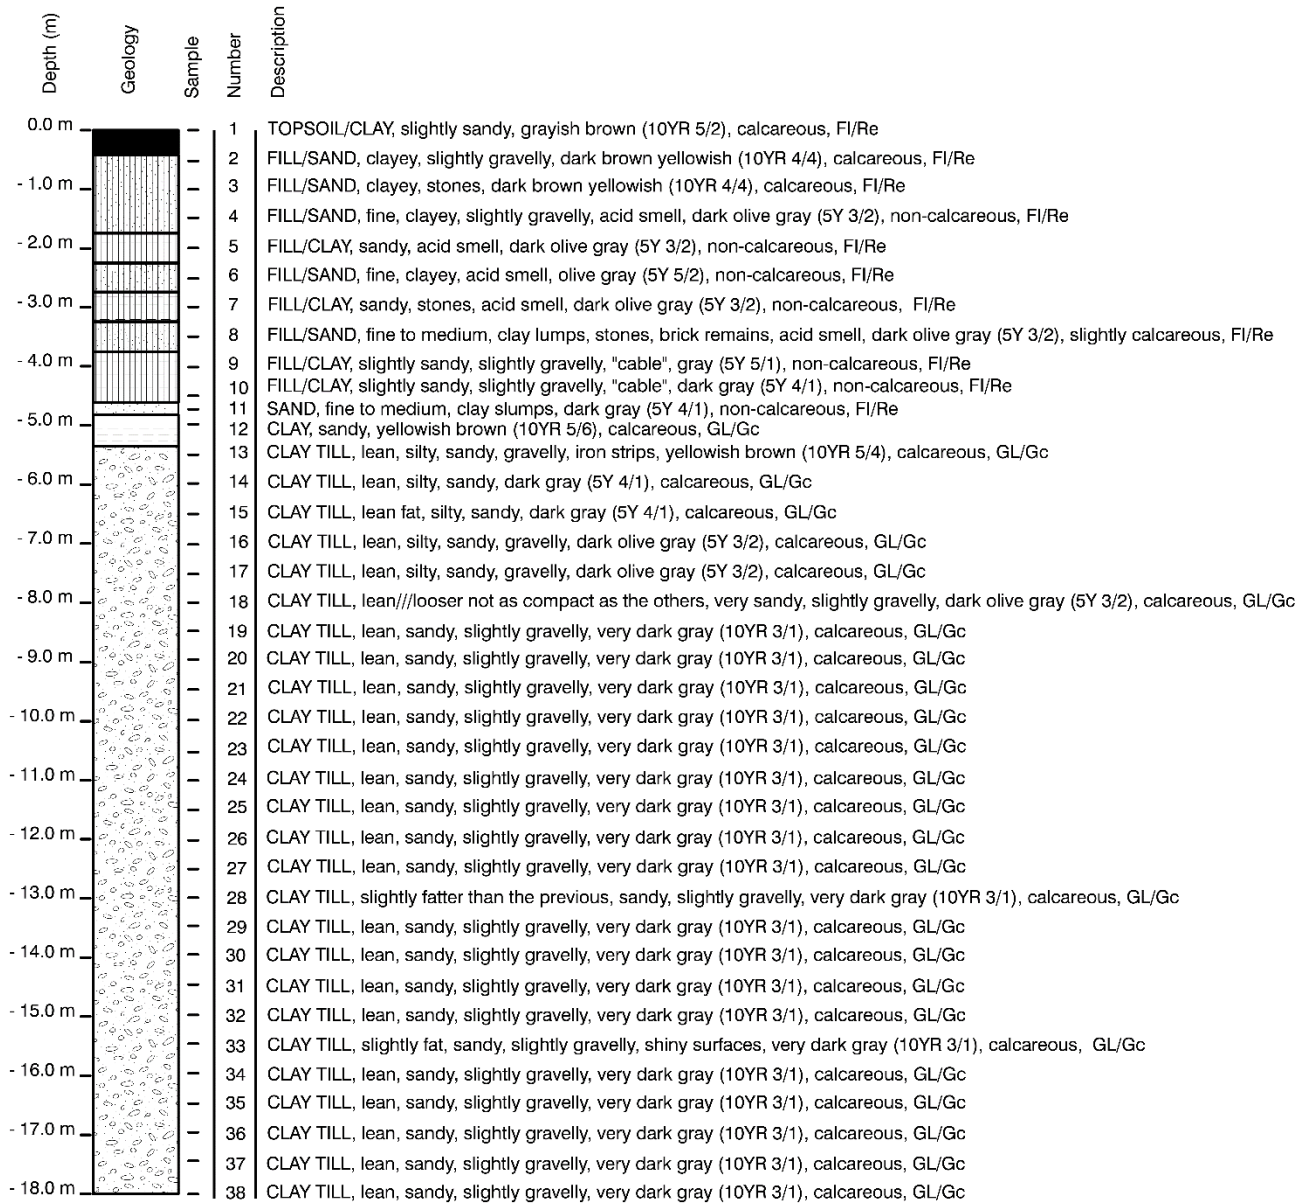 Depth (m) Geology Sample Number Description
0.0 m 1 TOPSOIL/CLAY, slightly sandy, grayish brown (10YR 5/2), calcareous, FI/Re
2 FILL/SAND, clayey, slightly gravelly, dark brown yellowish (10YR 4/4), calcareous, FI/Re
- 1.0 m 3 FILL/SAND, clayey, stones, dark brown yellowish (10YR 4/4), calcareous, FI/Re
4 FILL/SAND, fine, clayey, slightly gravelly, acid smell, dark olive gray (5Y 3/2), non-calcareous, FI/Re
- 2.0 m 5 FILL/CLAY, sandy, acid smell, dark olive gray (5Y 3/2), non-calcareous, FI/Re
6 FILL/SAND, fine, clayey, acid smell, olive gray (5Y 5/2), non-calcareous, FI/Re
- 3.0 m 7 FILL/CLAY, sandy, stones, acid smell, dark olive gray (5Y 3/2), non-calcareous, FI/Re
8 FILL/SAND, fine to medium, clay lumps, stones, brick remains, acid smell, dark olive gray (5Y 3/2), slightly calcareous, FI/Re
- 4.0 m 9 FILL/CLAY, slightly sandy, slightly gravelly, "cable", gray (5Y 5/1), non-calcareous, FI/Re
10 FILL/CLAY, slightly sandy, slightly gravelly, "cable", dark gray (5Y 4/1), non-calcareous, FI/Re
11 SAND, fine to medium, clay slumps, dark gray (5Y 4/1), non-calcareous, FI/Re
- 5.0 m 12 CLAY, sandy, yellowish brown (10YR 5/6), calcareous, GL/Gc
13 CLAY TILL, lean, silty, sandy, gravelly, iron strips, yellowish brown (10YR 5/4), calcareous, GL/Gc
- 6.0 m 14 CLAY TILL, lean, silty, sandy, dark gray (5Y 4/1), calcareous, GL/Gc
15 CLAY TILL, lean fat, silty, sandy, dark gray (5Y 4/1), calcareous, GL/Gc
- 7.0 m 16 CLAY TILL, lean, silty, sandy, gravelly, dark olive gray (5Y 3/2), calcareous, GL/Gc
17 CLAY TILL, lean, silty, sandy, gravelly, dark olive gray (5Y 3/2), calcareous, GL/Gc
- 8.0 m 18 CLAY TILL, lean///looser not as compact as the others, very sandy, slightly gravelly, dark olive gray (5Y 3/2), calcareous, GL/Gc
19 CLAY TILL, lean, sandy, slightly gravelly, very dark gray (10YR 3/1), calcareous, GL/Gc
- 9.0 m 20 CLAY TILL, lean, sandy, slightly gravelly, very dark gray (10YR 3/1), calcareous, GL/Gc
21 CLAY TILL, lean, sandy, slightly gravelly, very dark gray (10YR 3/1), calcareous, GL/Gc
- 10.0 m 22 CLAY TILL, lean, sandy, slightly gravelly, very dark gray (10YR 3/1), calcareous, GL/Gc
23 CLAY TILL, lean, sandy, slightly gravelly, very dark gray (10YR 3/1), calcareous, GL/Gc
- 11.0 m 24 CLAY TILL, lean, sandy, slightly gravelly, very dark gray (10YR 3/1), calcareous, GL/Gc
25 CLAY TILL, lean, sandy, slightly gravelly, very dark gray (10YR 3/1), calcareous, GL/Gc
- 12.0 m 26 CLAY TILL, lean, sandy, slightly gravelly, very dark gray (10YR 3/1), calcareous, GL/Gc
27 CLAY TILL, lean, sandy, slightly gravelly, very dark gray (10YR 3/1), calcareous, GL/Gc
- 13.0 m 28 CLAY TILL, slightly fatter than the previous, sandy, slightly gravelly, very dark gray (10YR 3/1), calcareous, GL/Gc
29 CLAY TILL, lean, sandy, slightly gravelly, very dark gray (10YR 3/1), calcareous, GL/Gc
- 14.0 m 30 CLAY TILL, lean, sandy, slightly gravelly, very dark gray (10YR 3/1), calcareous, GL/Gc
31 CLAY TILL, lean, sandy, slightly gravelly, very dark gray (10YR 3/1), calcareous, GL/Gc
- 15.0 m 32 CLAY TILL, lean, sandy, slightly gravelly, very dark gray (10YR 3/1), calcareous, GL/Gc
33 CLAY TILL, slightly fat, sandy, slightly gravelly, shiny surfaces, very dark gray (10YR 3/1), calcareous, GL/Gc
- 16.0 m 34 CLAY TILL, lean, sandy, slightly gravelly, very dark gray (10YR 3/1), calcareous, GL/Gc
35 CLAY TILL, lean, sandy, slightly gravelly, very dark gray (10YR 3/1), calcareous, GL/Gc
- 17.0 m 36 CLAY TILL, lean, sandy, slightly gravelly, very dark gray (10YR 3/1), calcareous, GL/Gc
37 CLAY TILL, lean, sandy, slightly gravelly, very dark gray (10YR 3/1), calcareous, GL/Gc
- 18.0 m 38 CLAY TILL, lean, sandy, slightly gravelly, very dark gray (10YR 3/1), calcareous, GL/Gc